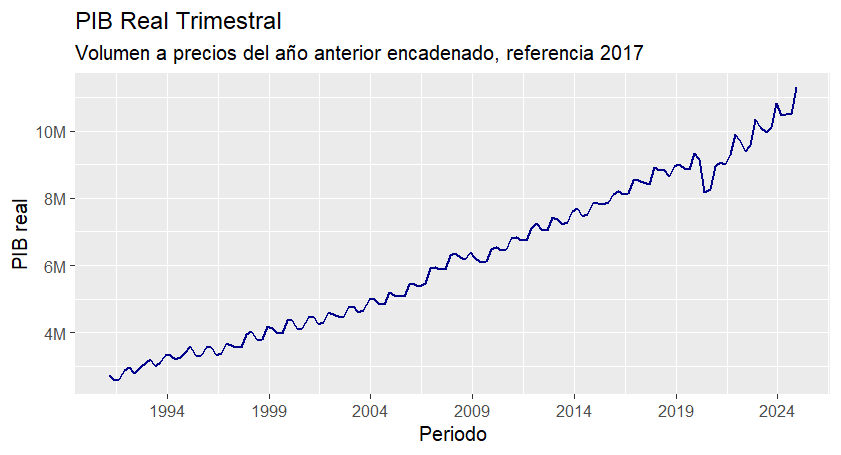 PIB Real Trimestral
Volumen a precios del año anterior encadenado, referencia 2017
PIB real
10M
8M
6M
4M
1994 1999 2004 2009 2014 2019 2024
Periodo